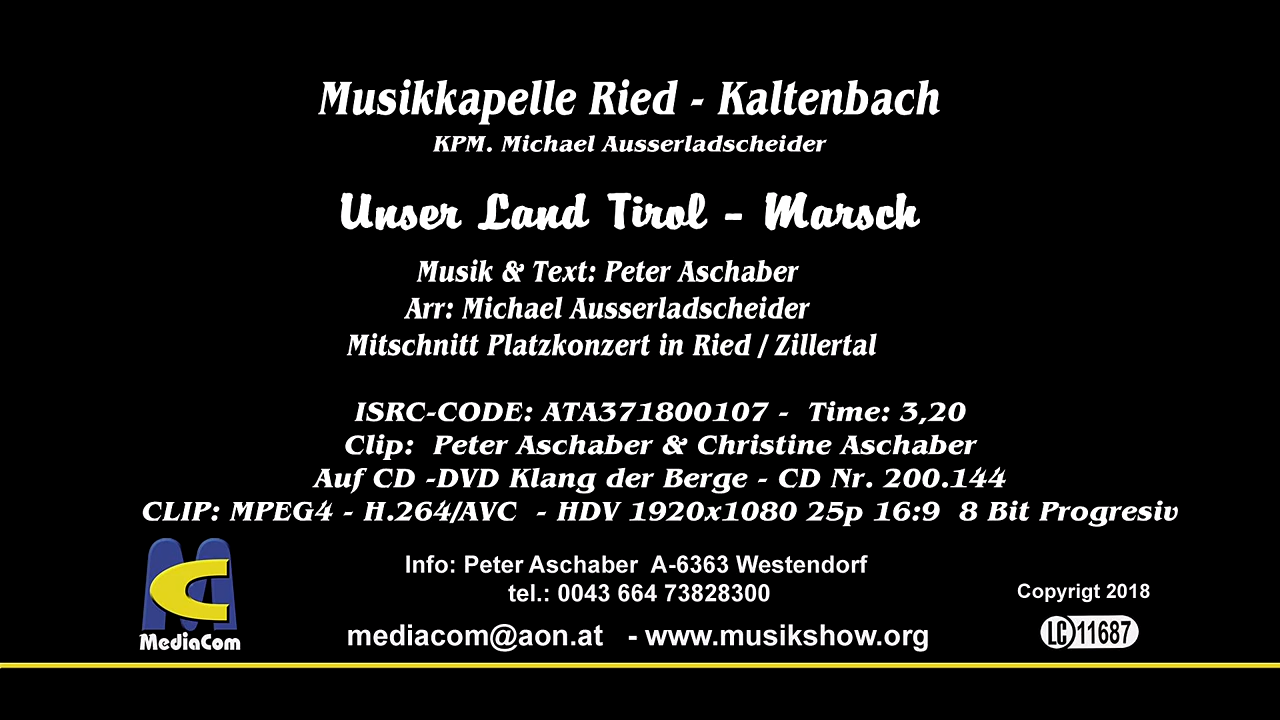 Musikkapelle Ried - Kaltenbach
KPM. Michael Ausserladscheider
Unser Land Tirol - Marsch
Musik & Text: Peter Aschaber
Arr: Michael Ausserladscheider
Mitschnitt Platzkonzert in Ried / Zillertal
ISRC-CODE: ATA371800107 - Time: 3,20
Clip: Peter Aschaber & Christine Aschaber
Auf CD -DVD Klang der Berge - CD Nr. 200.144
CLIP: MPEG4 - H.264/AVC - HDV 1920x1080 25p 16:9 8 Bit Progresiv
Info: Peter Aschaber A-6363 Westendorf
tel.: 0043 664 73828300
mediacom@aon.at - www.musikshow.org
MC
MediaCom
Copyrigt 2018
LC 11687